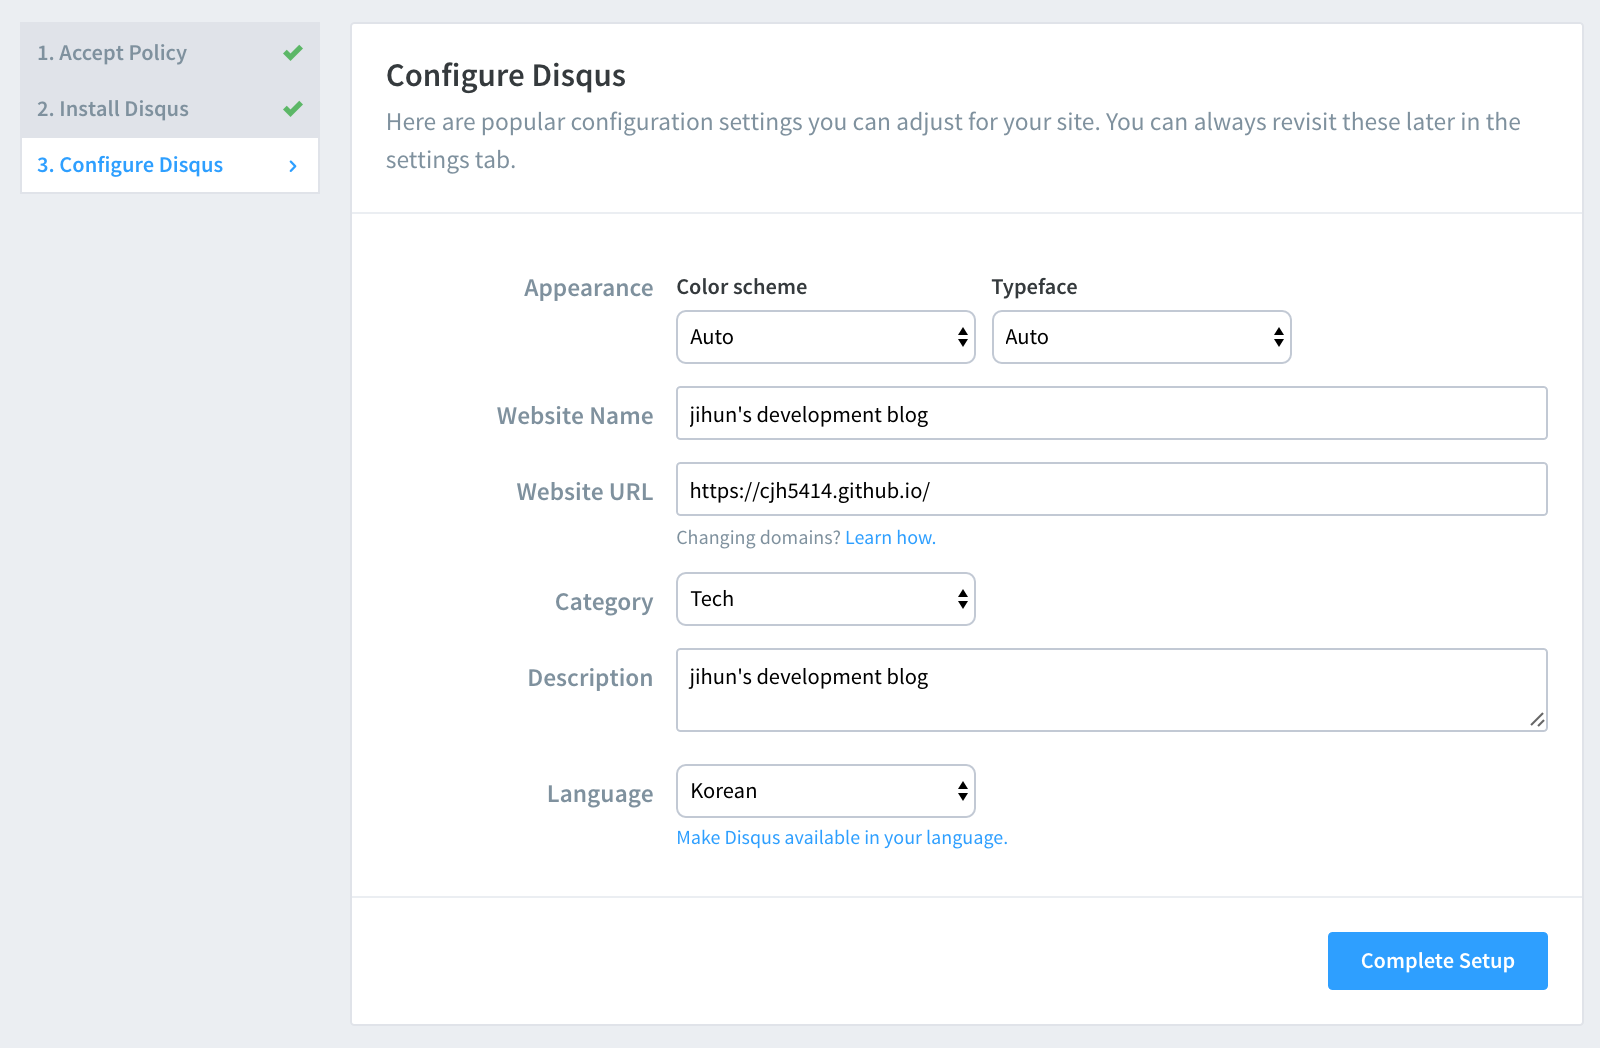 1. Accept Policy
2. Install Disqus
3. Configure Disqus
Configure Disqus
Here are popular configuration settings you can adjust for your site. You can always revisit these later in the
settings tab.
Appearance
Color scheme
Typeface
Auto
Auto
Website Name
jihun's development blog
Website URL
https://cjh5414.github.io/
Changing domains? Learn how.
Category
Tech
Description
jihun's development blog
Language
Korean
Make Disqus available in your language.
Complete Setup